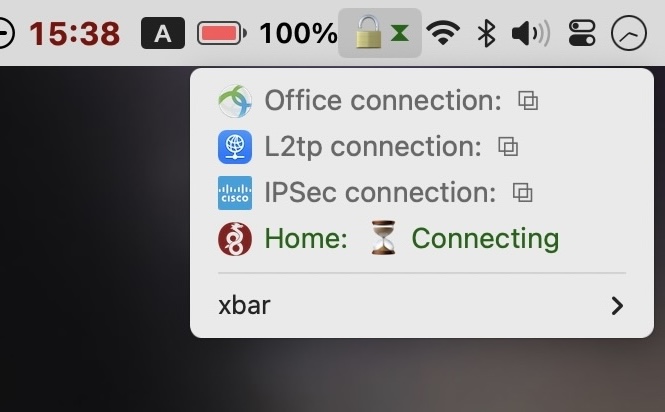 15:38 A 100%
Office connection:
L2tp connection:
CISCO IPSec connection:
Home: ⏳ Connecting
xbar